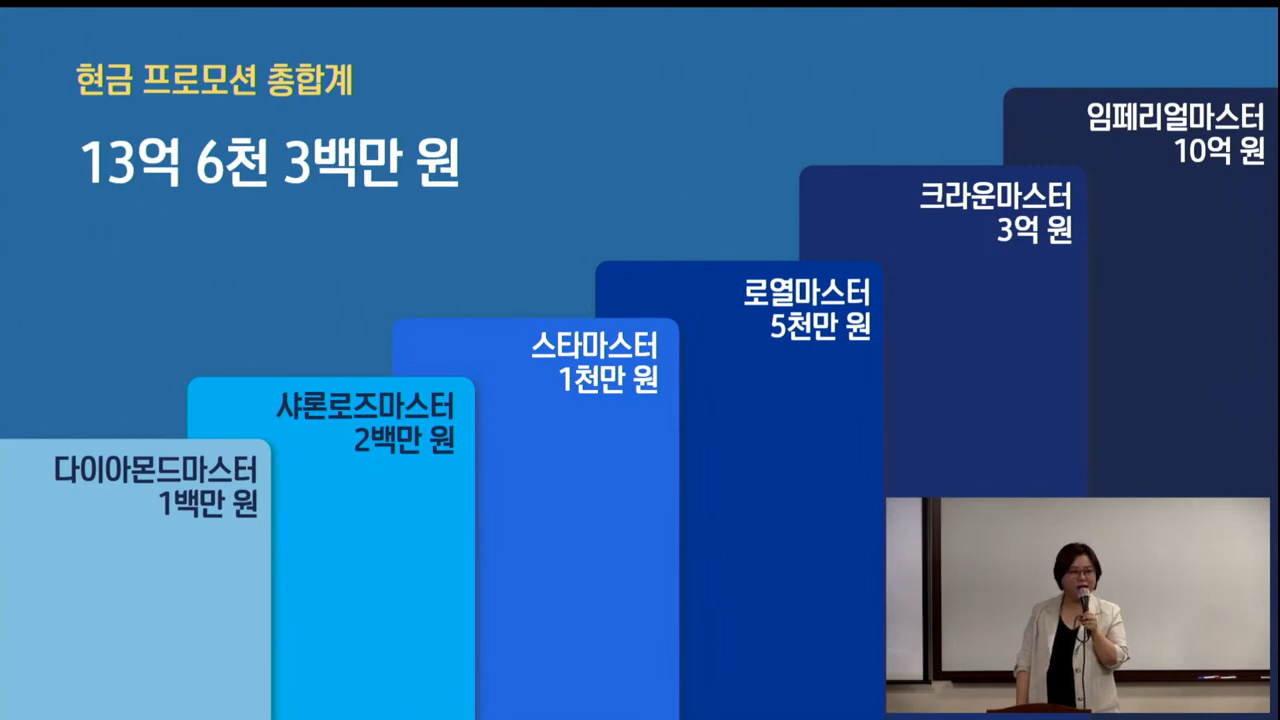 현금 프로모션 총합계
13억 6천 3백만 원
다이아몬드마스터
1백만 원
샤론로즈마스터
2백만 원
스타마스터
1천만 원
로열마스터
5천만 원
크라운마스터
3억 원
임페리얼마스터
10억 원